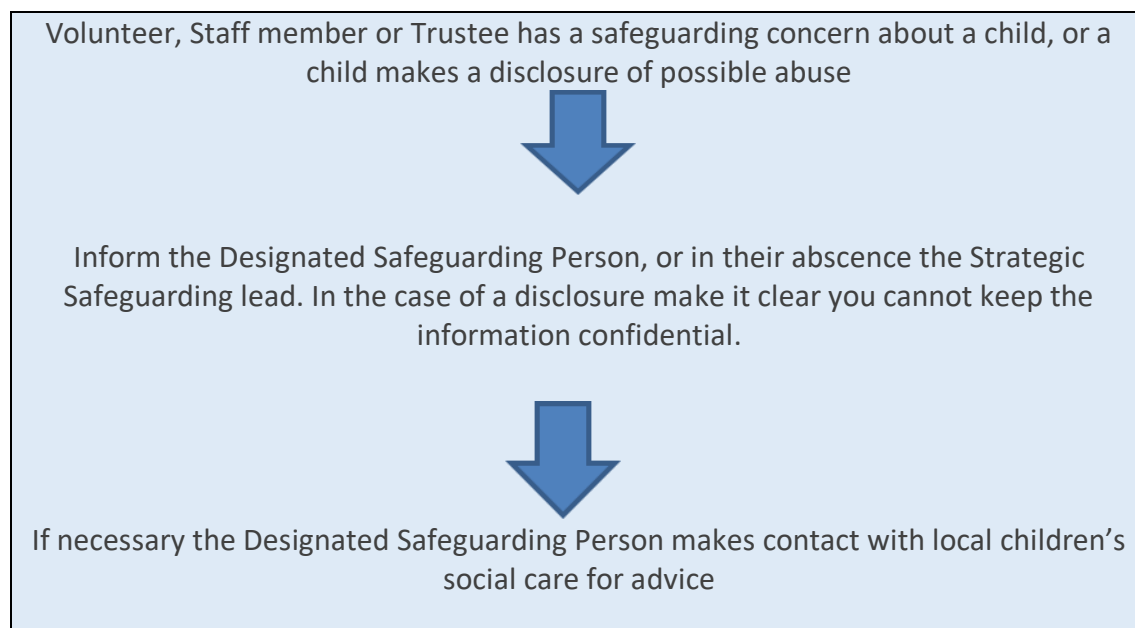 Volunteer, Staff member or Trustee has a safeguarding concern about a child, or a
child makes a disclosure of possible abuse
Inform the Designated Safeguarding Person, or in their abscence the Strategic
Safeguarding lead. In the case of a disclosure make it clear you cannot keep the
information confidential.
If necessary the Designated Safeguarding Person makes contact with local children’s
social care for advice